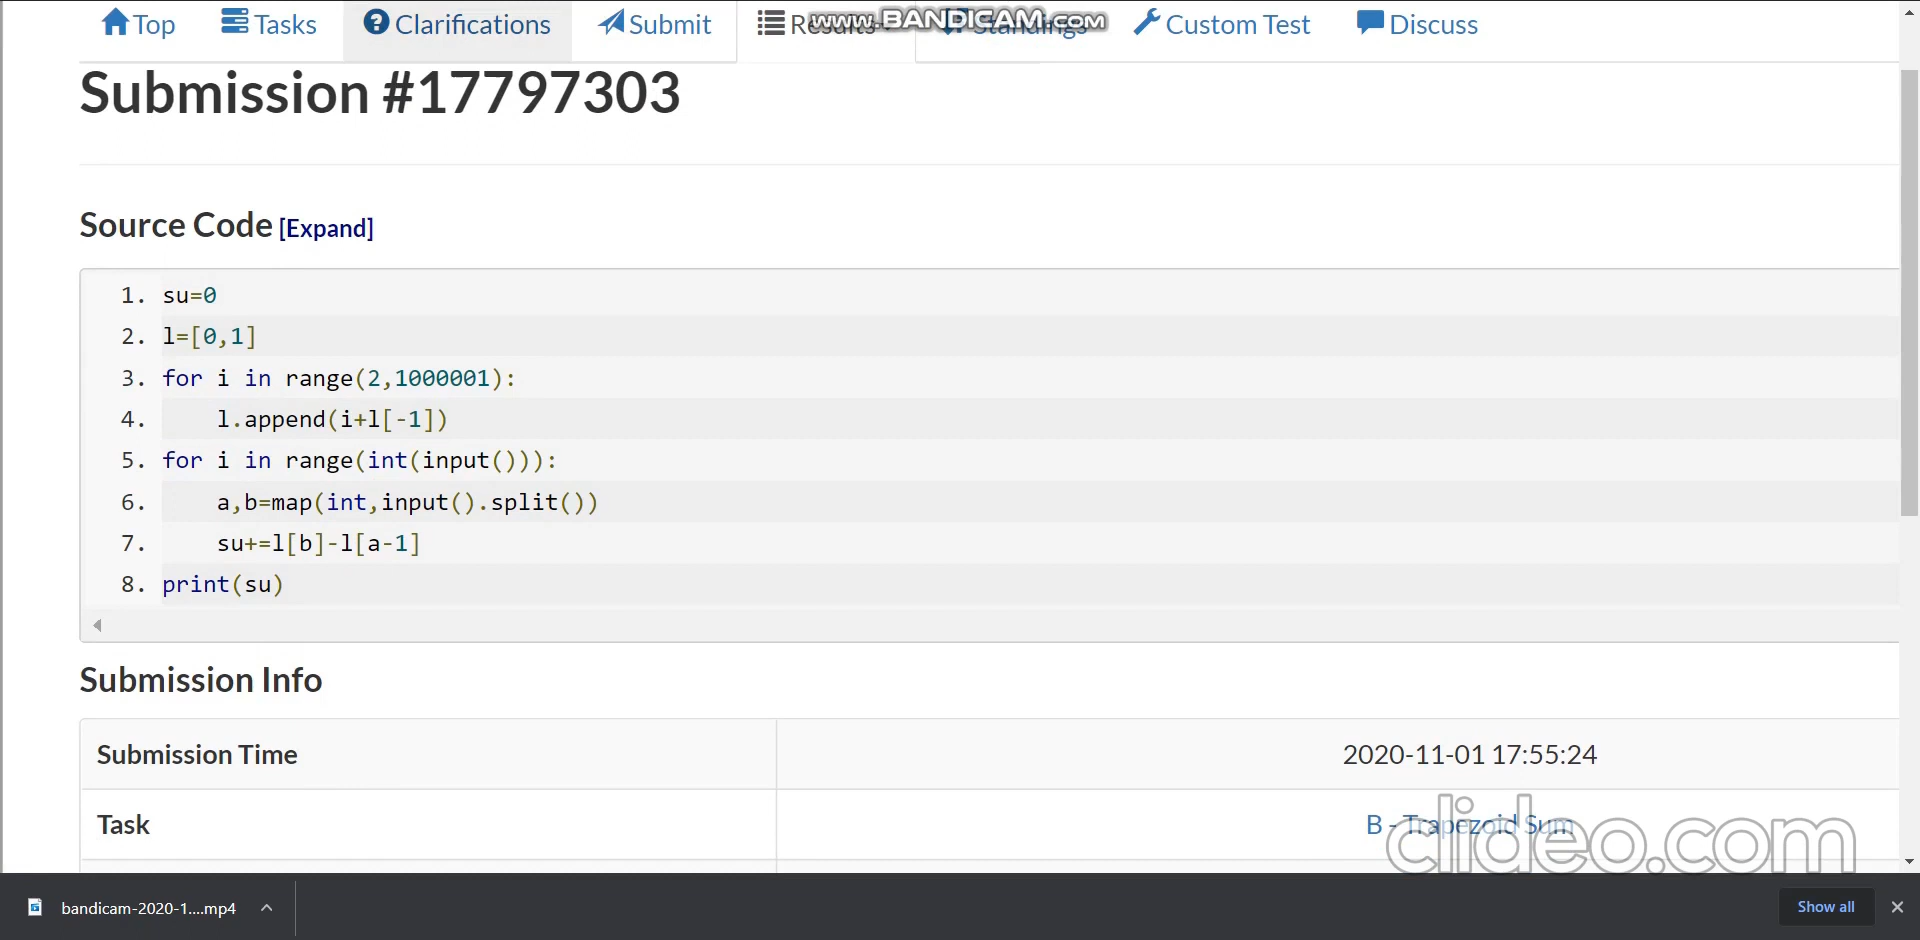 Top Tasks Clarifications Submit Results Standings Custom Test Discuss
www.BANDICAM.com
Submission #17797303
Source Code [Expand]
1. su=0
2. l=[0,1]
3. for i in range(2,1000001):
4. l.append(i+l[-1])
5. for i in range(int(input())):
6. a,b=map(int,input().split())
7. su+=l[b]-l[a-1]
8. print(su)
Submission Info
Submission Time 2020-11-01 17:55:24
Task B - Trapezoid Sum
clideo.com
bandicam-2020-1....mp4 Show all